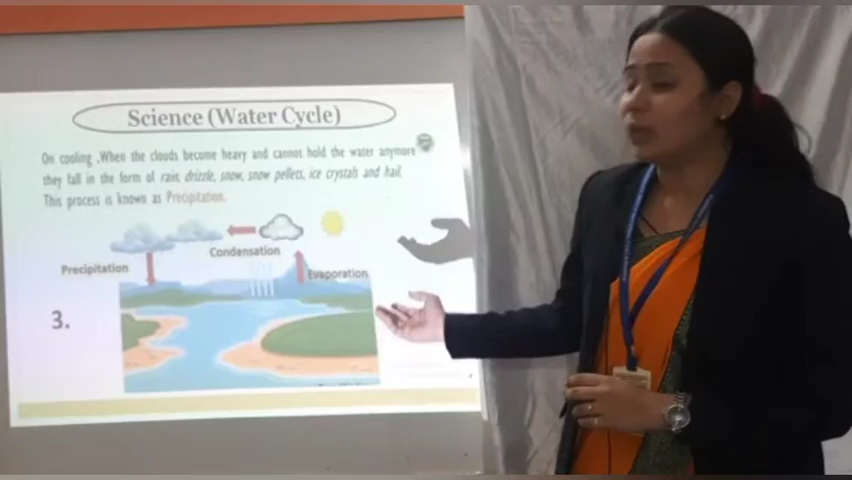 Science (Water Cycle)
On cooling ,When the clouds become heavy and cannot hold the water anymore
they fall in the form of rain, drizzle, snow, snow pellets, ice crystals and hail.
This process is known as Precipitation.
Condensation
Precipitation
Evaporation
3.